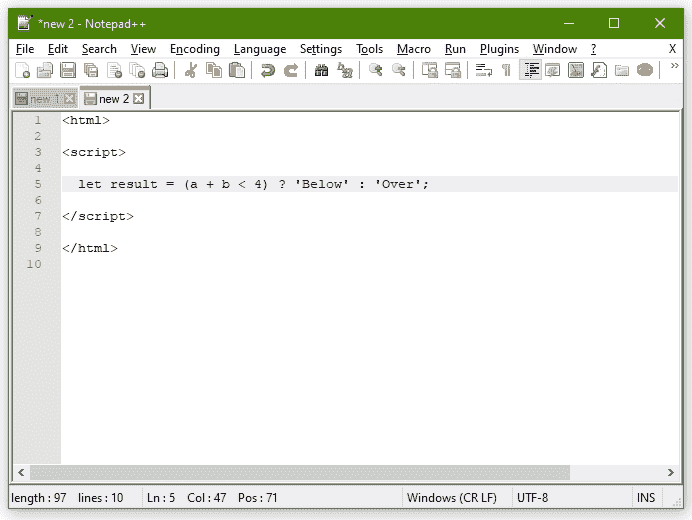 *new 2 - Notepad++
File Edit Search View Encoding Language Settings Tools Macro Run Plugins Window ? X
new 1 new 2
1 <html>
2
3 <script>
4
5 let result = (a + b < 4) ? 'Below' : 'Over';
6
7 </script>
8
9 </html>
10
length : 97 lines : 10 Ln : 5 Col : 47 Pos : 71 Windows (CR LF) UTF-8 INS